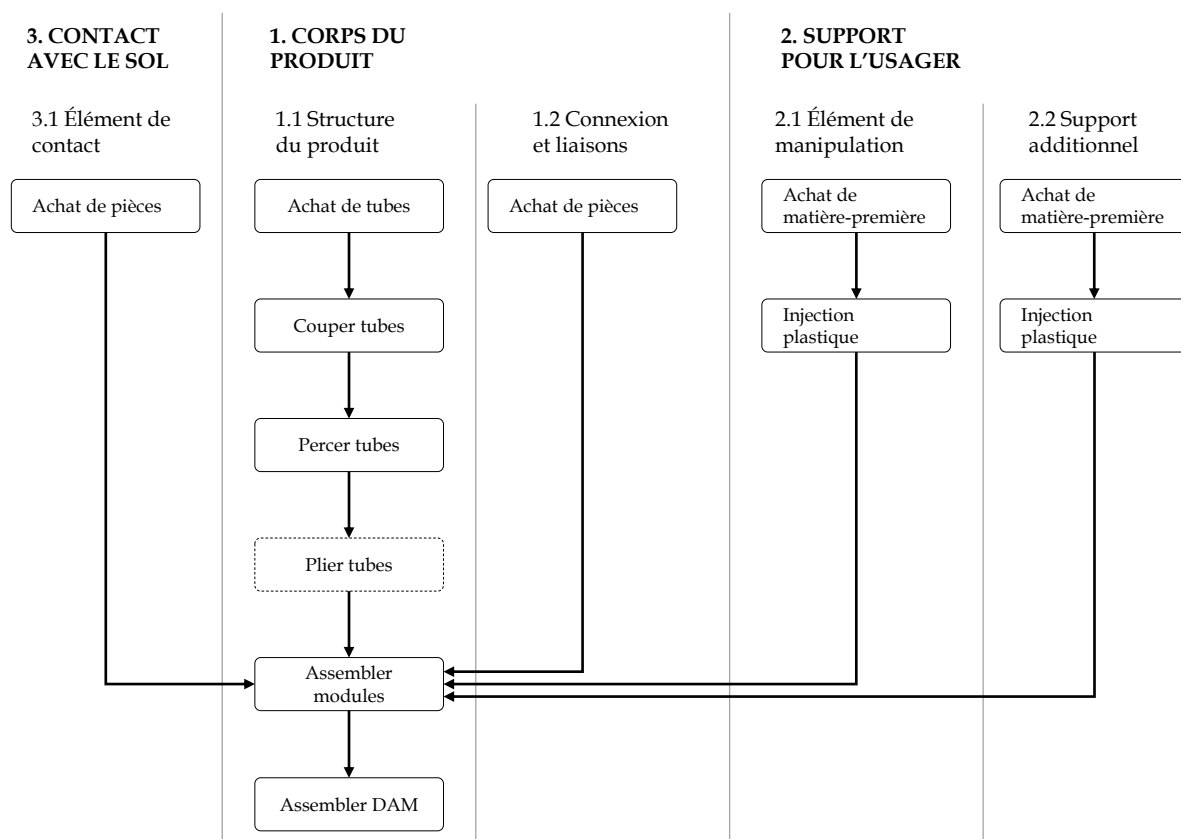 3. CONTACT
AVEC LE SOL
1. CORPS DU
PRODUIT
2. SUPPORT
POUR L'USAGER
3.1 Élément de
contact
1.1 Structure
du produit
1.2 Connexion
et liaisons
2.1 Élément de
manipulation
2.2 Support
additionnel
Achat de pièces
Achat de tubes
Achat de pièces
Achat de
matière-première
Achat de
matière-première
Couper tubes
Injection
plastique
Injection
plastique
Percer tubes
Plier tubes
Assembler
modules
Assembler DAM